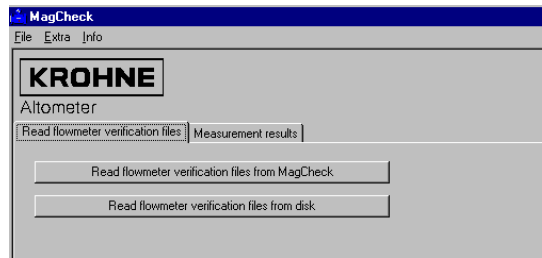 MagCheck
File Extra Info
KROHNE
Altometer
Read flowmeter verification files Measurement results
Read flowmeter verification files from MagCheck
Read flowmeter verification files from disk